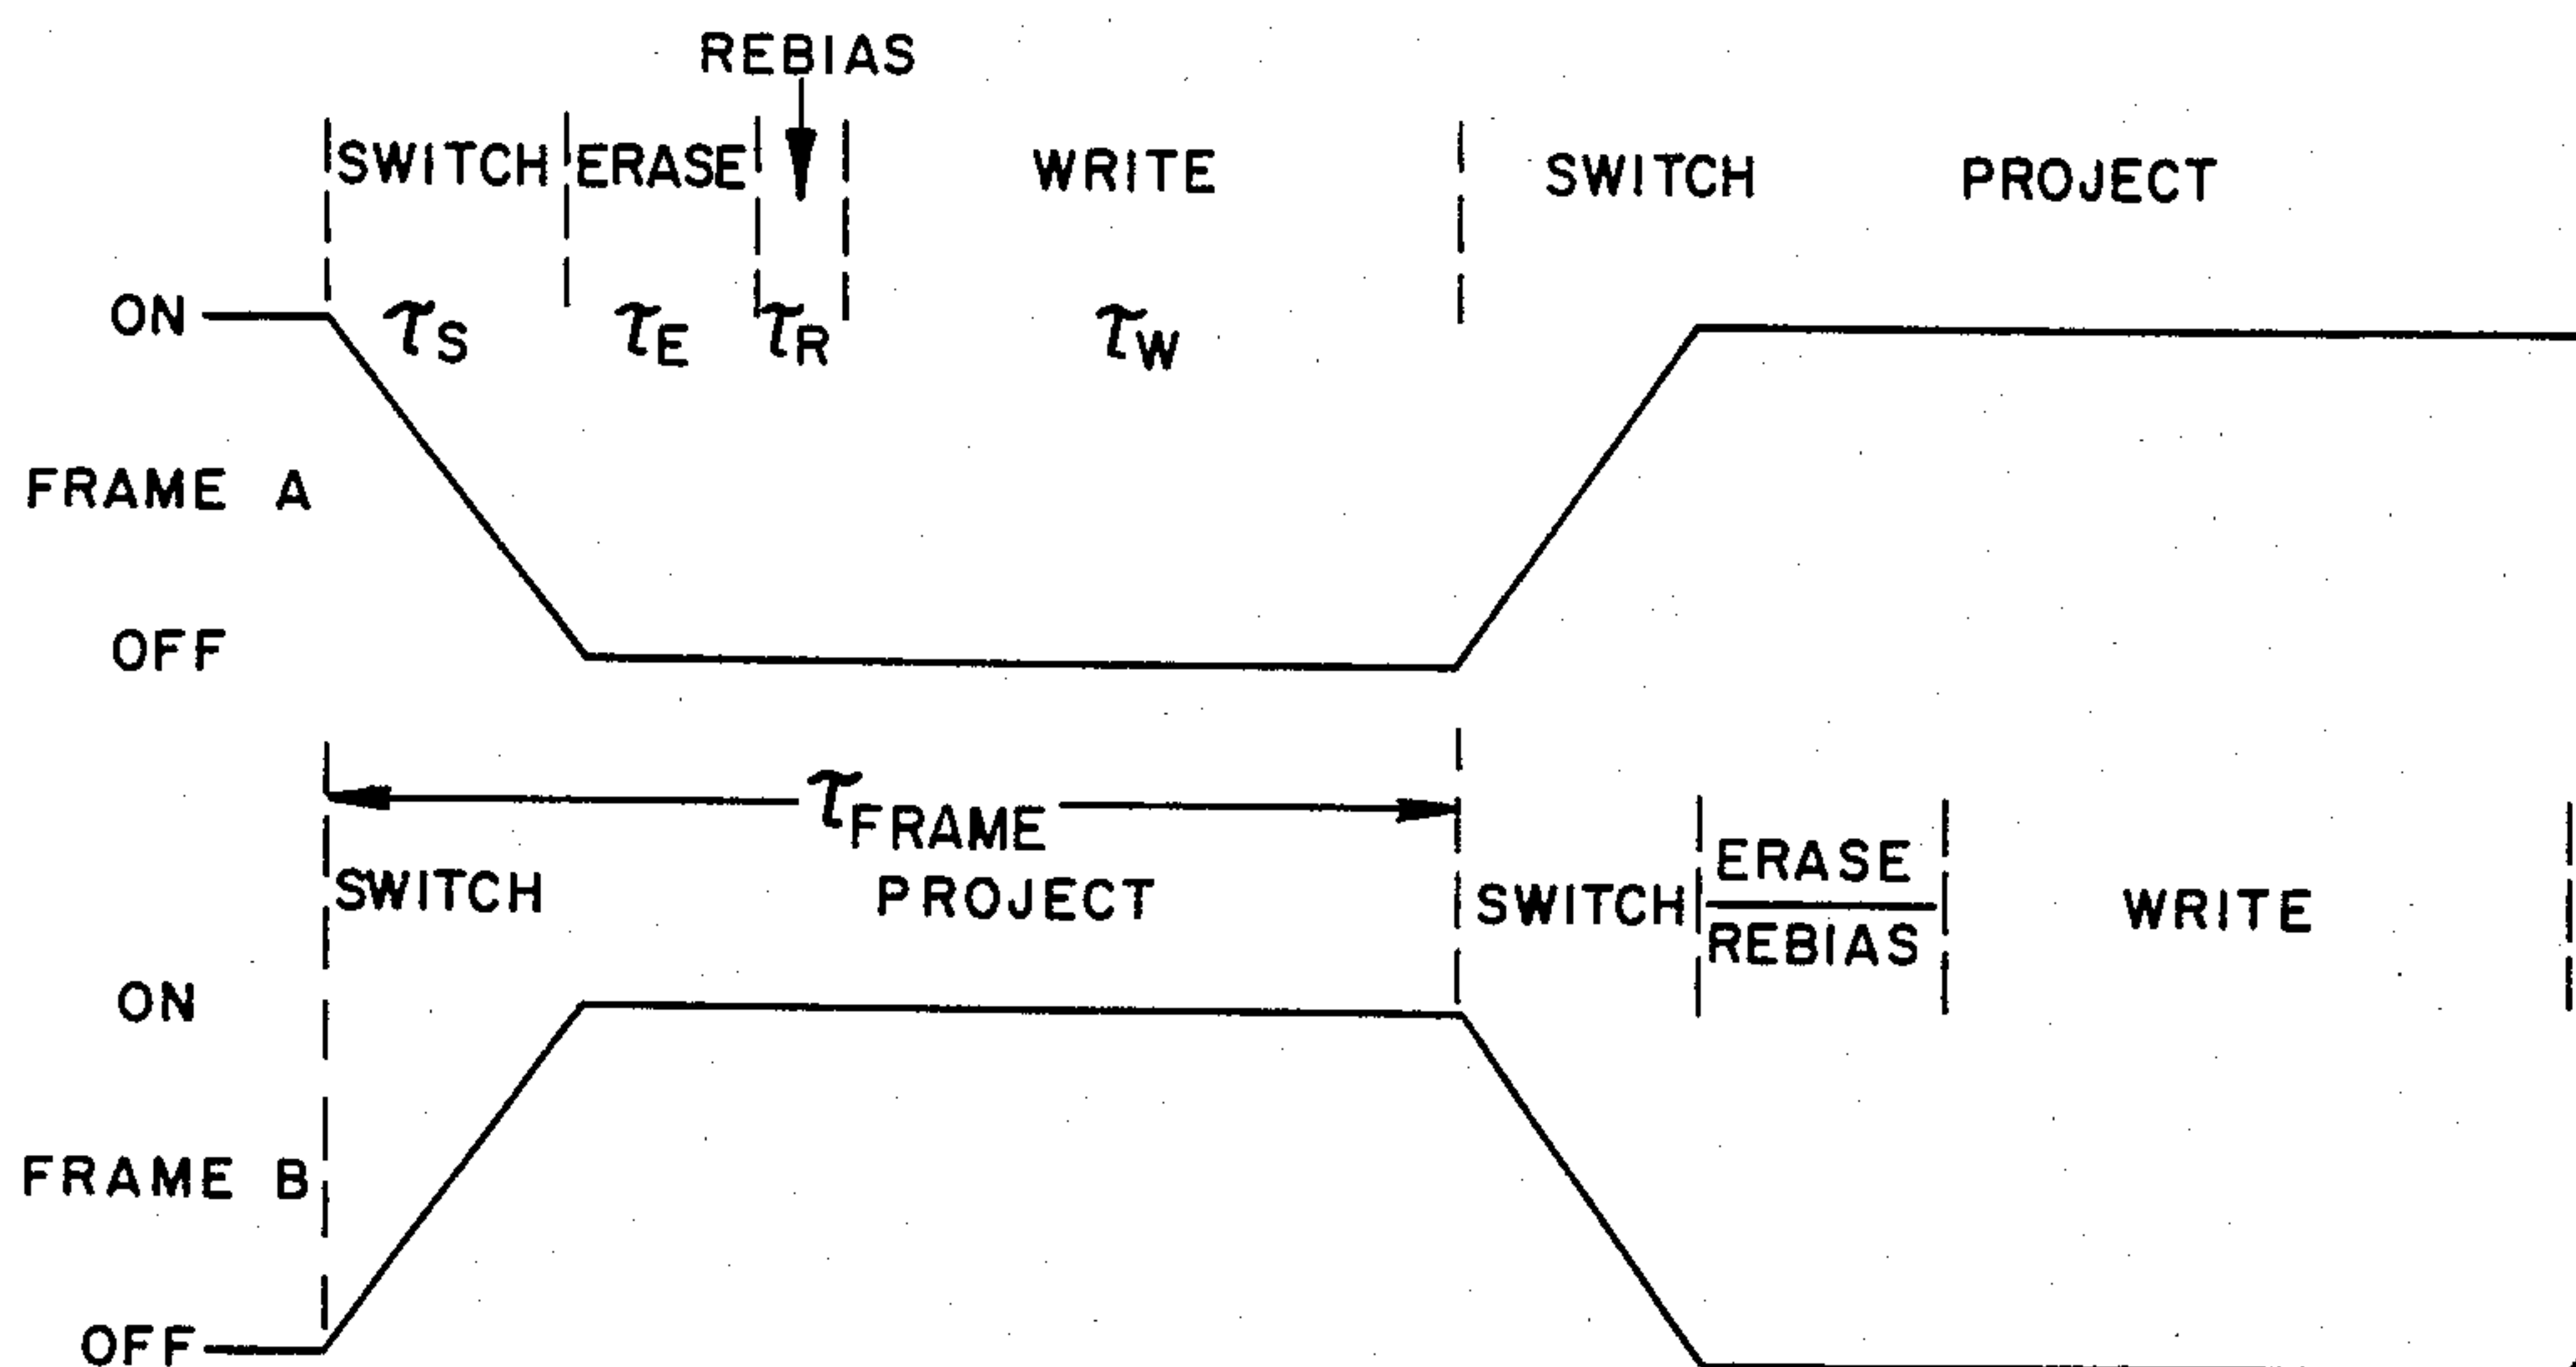 REBIAS
SWITCH ERASE WRITE SWITCH PROJECT
ON τS τE τR τW
FRAME A
OFF
τFRAME
SWITCH PROJECT SWITCH ERASE REBIAS WRITE
ON
FRAME B
OFF